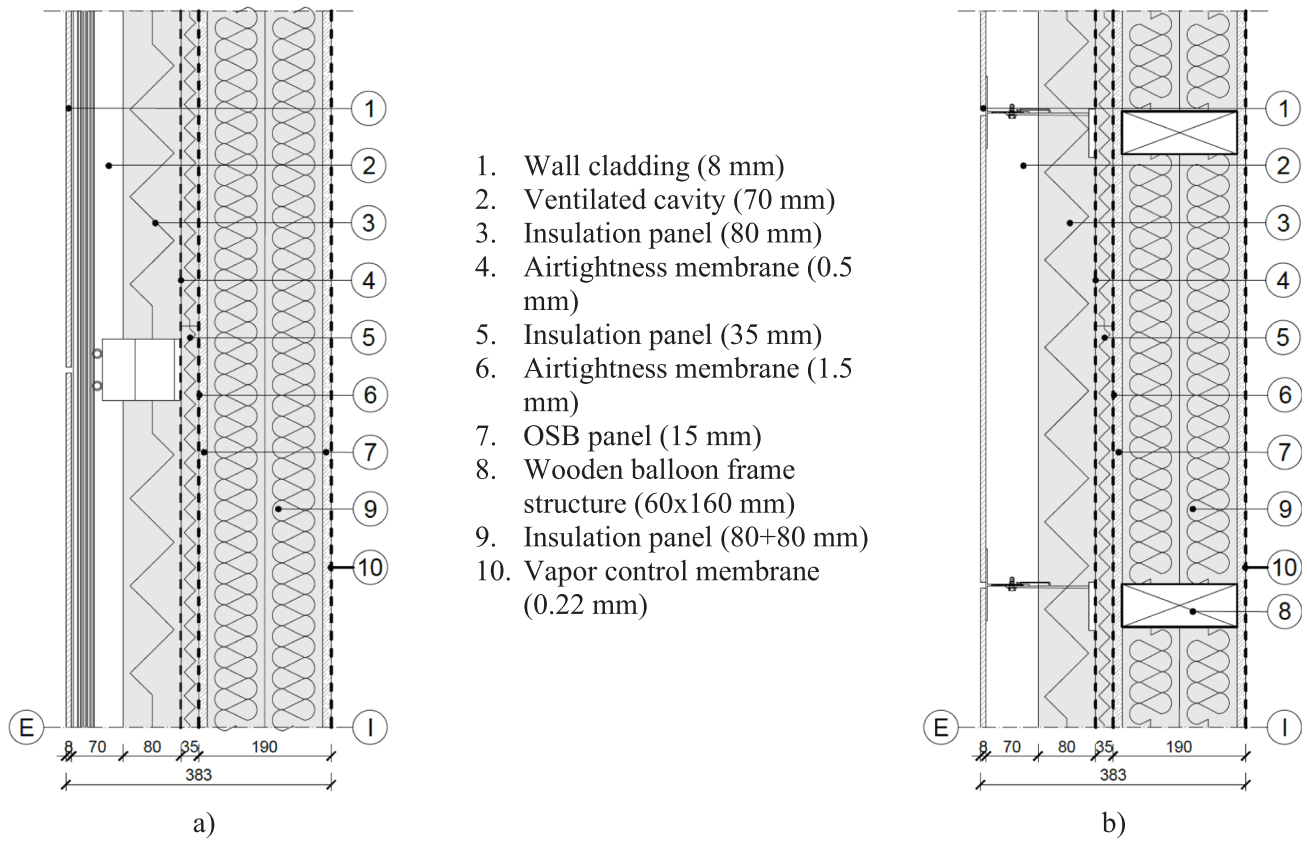 1
2
3
4
5
6
7
9
10
E
I
8 70 80 35 190
383
a)
1. Wall cladding (8 mm)
2. Ventilated cavity (70 mm)
3. Insulation panel (80 mm)
4. Airtightness membrane (0.5
mm)
5. Insulation panel (35 mm)
6. Airtightness membrane (1.5
mm)
7. OSB panel (15 mm)
8. Wooden balloon frame
structure (60x160 mm)
9. Insulation panel (80+80 mm)
10. Vapor control membrane
(0.22 mm)
1
2
3
4
5
6
7
9
10
8
E
I
8 70 80 35 190
383
b)